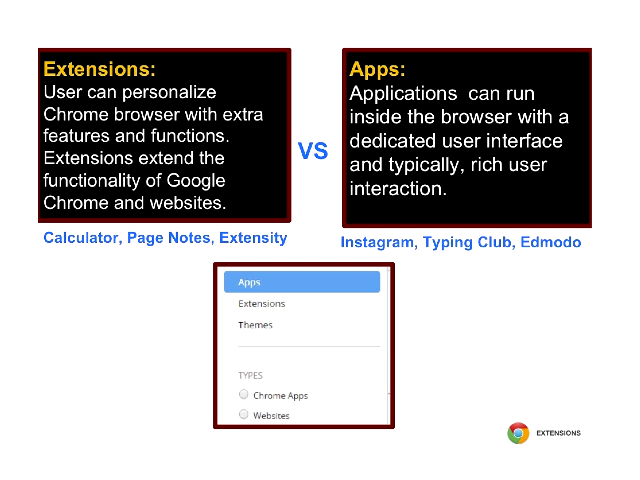 Extensions:
User can personalize
Chrome browser with extra
features and functions.
Extensions extend the
functionality of Google
Chrome and websites.
VS
Apps:
Applications  can run
inside the browser with a
dedicated user interface
and typically, rich user
interaction.
Calculator, Page Notes, Extensity
Instagram, Typing Club, Edmodo
Apps
Extensions
Themes
TYPES
Chrome Apps
Websites
EXTENSIONS